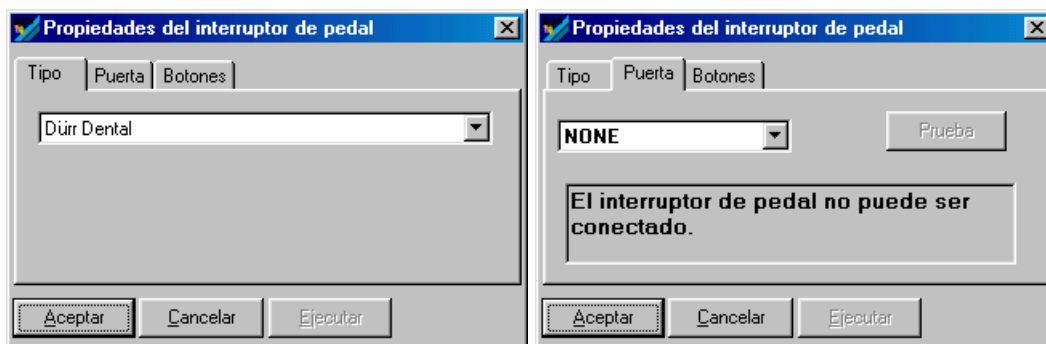 Propiedades del interruptor de pedal
Tipo Puerta Botones
Dürr Dental
Aceptar Cancelar Ejecutar
Propiedades del interruptor de pedal
Tipo Puerta Botones
NONE Prueba
El interruptor de pedal no puede ser
conectado.
Aceptar Cancelar Ejecutar